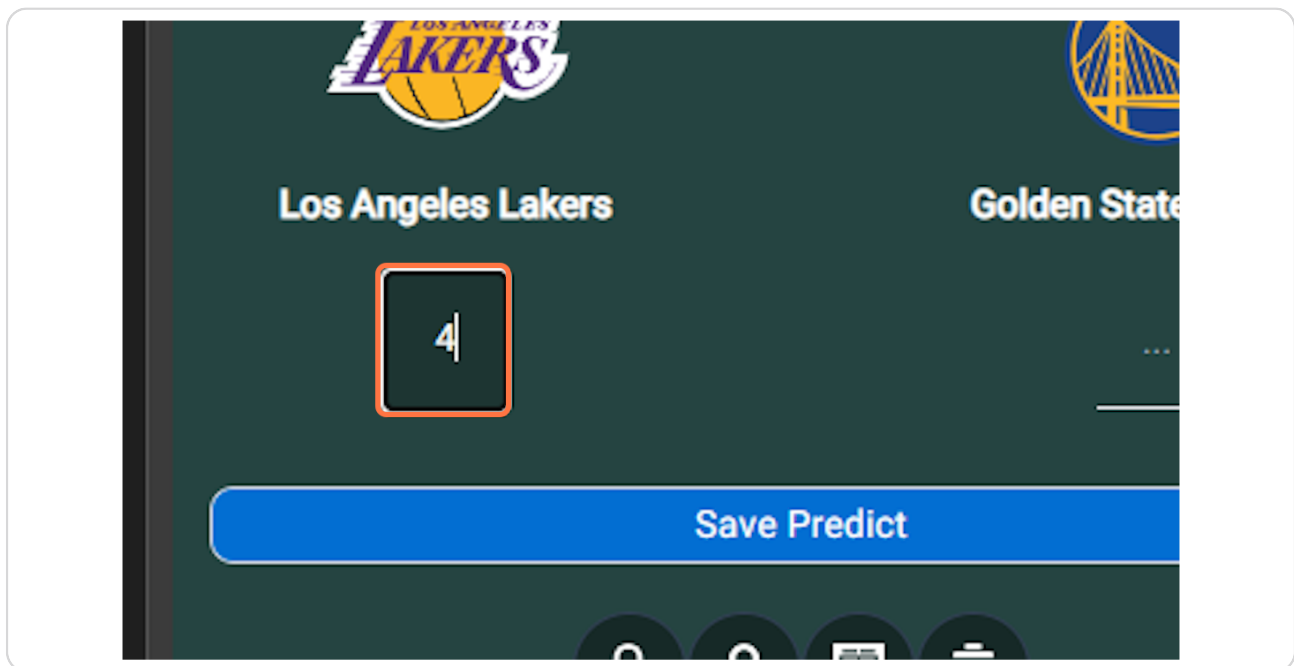 LOS ANGELES
LAKERS
Los Angeles Lakers
Golden State
4
...
Save Predict